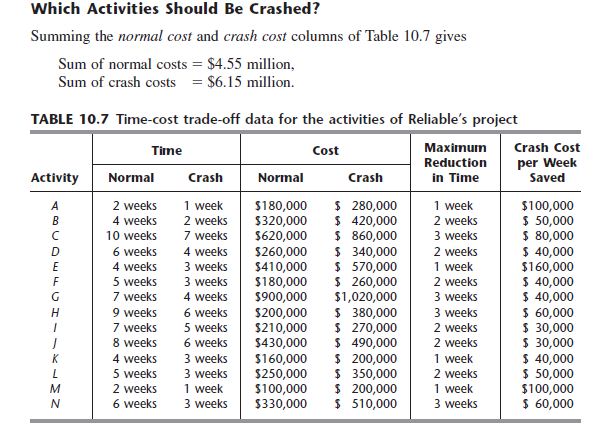 Which Activities Should Be Crashed?
Summing the normal cost and crash cost columns of Table 10.7 gives
Sum of normal costs = $4.55 million,
Sum of crash costs = $6.15 million.
TABLE 10.7 Time-cost trade-off data for the activities of Reliable's project
Time Cost Maximum Reduction in Time Crash Cost per Week Saved
Activity Normal Crash Normal Crash
A 2 weeks 1 week $180,000 $ 280,000 1 week $100,000
B 4 weeks 2 weeks $320,000 $ 420,000 2 weeks $ 50,000
C 10 weeks 7 weeks $620,000 $ 860,000 3 weeks $ 80,000
D 6 weeks 4 weeks $260,000 $ 340,000 2 weeks $ 40,000
E 4 weeks 3 weeks $410,000 $ 570,000 1 week $160,000
F 5 weeks 3 weeks $180,000 $ 260,000 2 weeks $ 40,000
G 7 weeks 4 weeks $900,000 $1,020,000 3 weeks $ 40,000
H 9 weeks 6 weeks $200,000 $ 380,000 3 weeks $ 60,000
I 7 weeks 5 weeks $210,000 $ 270,000 2 weeks $ 30,000
J 8 weeks 6 weeks $430,000 $ 490,000 2 weeks $ 30,000
K 4 weeks 3 weeks $160,000 $ 200,000 1 week $ 40,000
L 5 weeks 3 weeks $250,000 $ 350,000 2 weeks $ 50,000
M 2 weeks 1 week $100,000 $ 200,000 1 week $100,000
N 6 weeks 3 weeks $330,000 $ 510,000 3 weeks $ 60,000